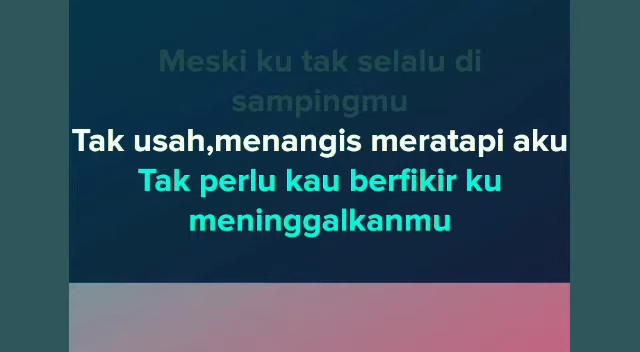 Meski ku tak selalu di
sampingmu
Tak usah,menangis meratapi aku
Tak perlu kau berfikir ku
meninggalkanmu